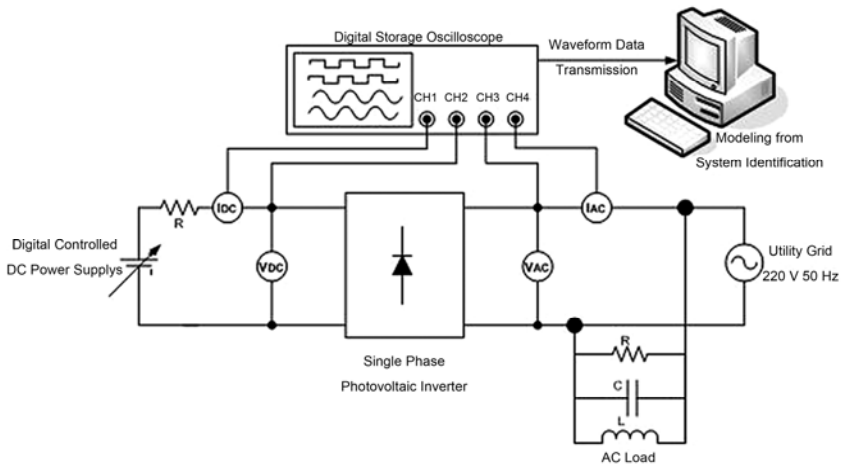 Digital Storage Oscilloscope
Waveform Data
Transmission
CH1 CH2 CH3 CH4
Modeling from
System Identification
R
IDC
IAC
Digital Controlled
DC Power Supplys
VDC
VAC
Utility Grid
220 V 50 Hz
Single Phase
Photovoltaic Inverter
R
C
L
AC Load